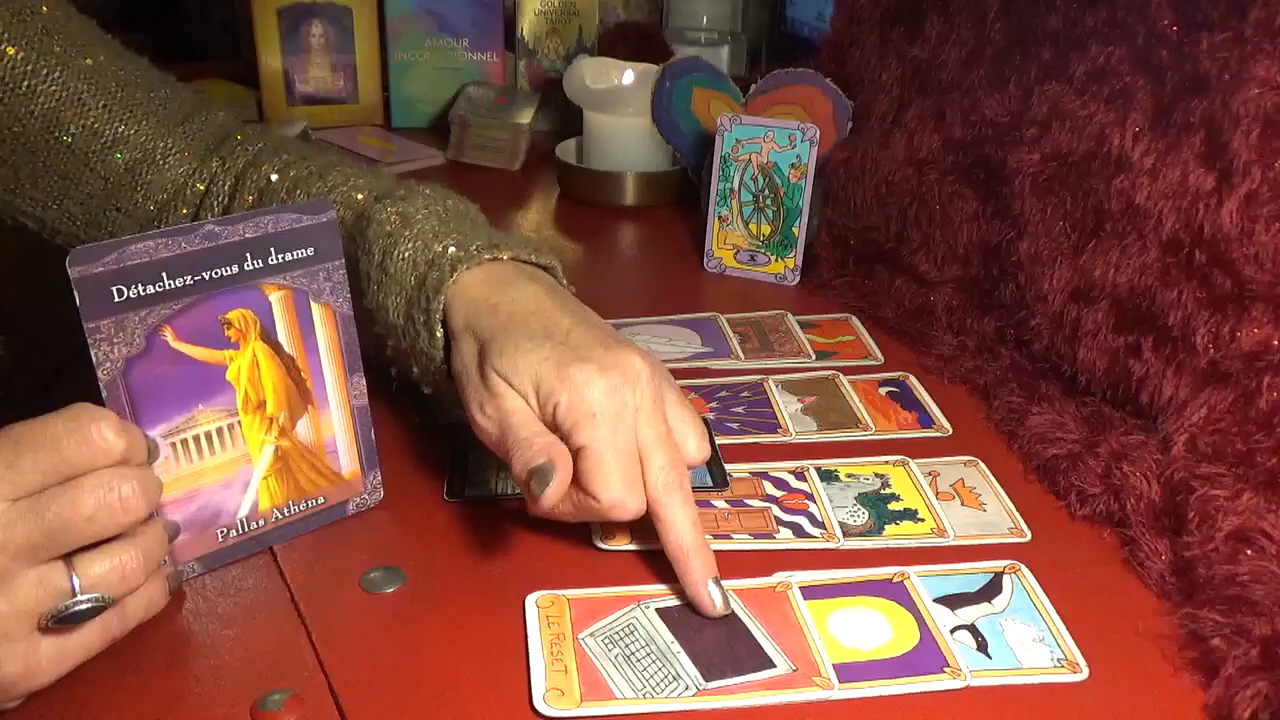 GOLDEN
UNIVERSAL
TAROT
AMOUR
INCONDITIONNEL
X
Détachez-vous du drame
Pallas Athéna
LE RESET